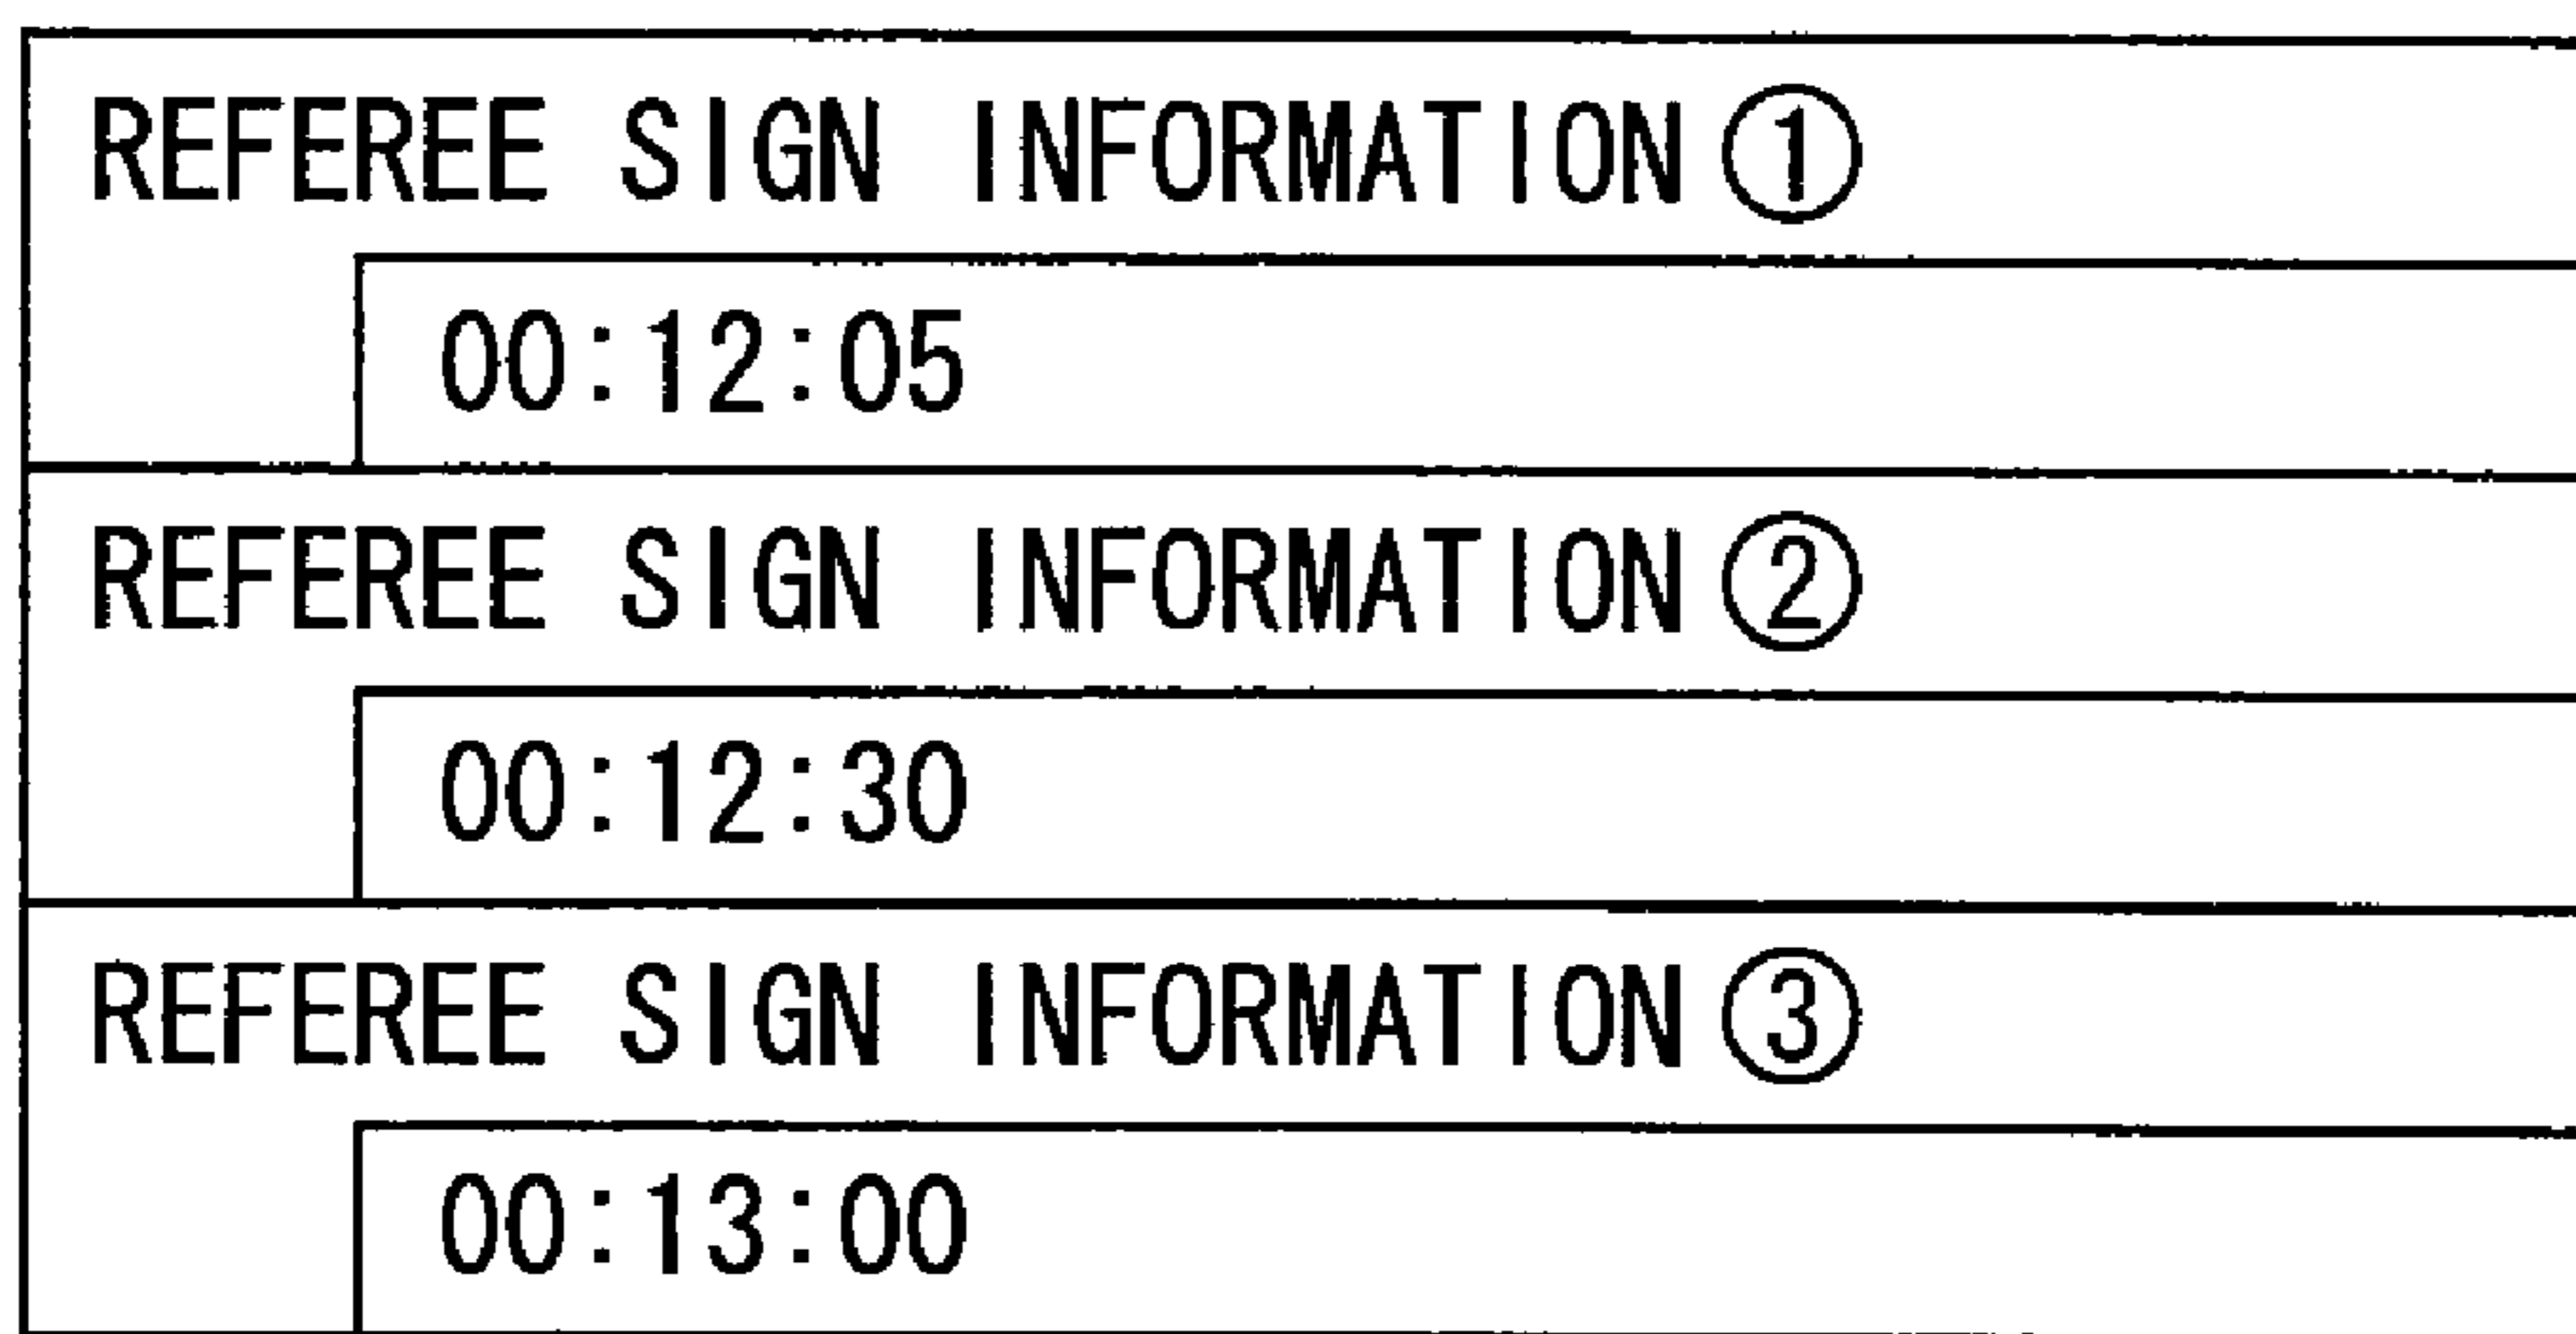 REFEREE SIGN INFORMATION①
00:12:05
REFEREE SIGN INFORMATION②
00:12:30
REFEREE SIGN INFORMATION③
00:13:00